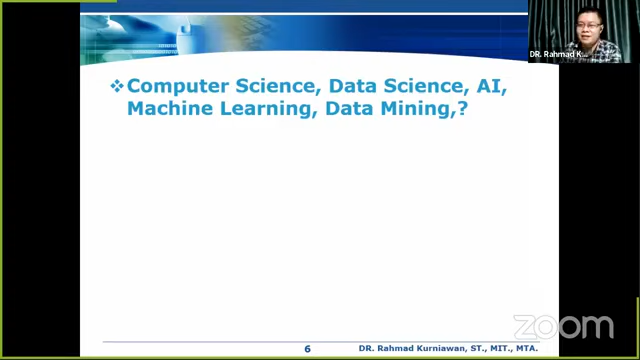 DR. Rahmad K...
❖Computer Science, Data Science, AI,
Machine Learning, Data Mining,?
zoom
6
DR. Rahmad Kurniawan, ST., MIT., MTA.